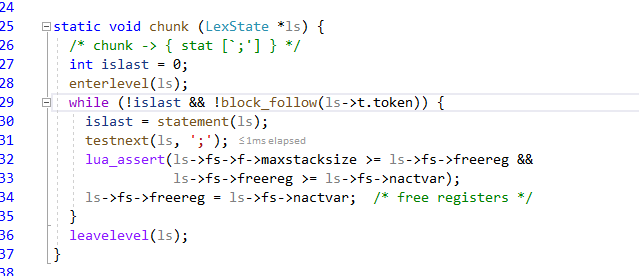 24
25 static void chunk (LexState *ls) {
26 /* chunk -> { stat [`;'] } */
27 int islast = 0;
28 enterlevel(ls);
29 while (!islast && !block_follow(ls->t.token)) {
30 islast = statement(ls);
31 testnext(ls, ';'); ≤1ms elapsed
32 lua_assert(ls->fs->f->maxstacksize >= ls->fs->freereg &&
33 ls->fs->freereg >= ls->fs->nactvar);
34 ls->fs->freereg = ls->fs->nactvar; /* free registers */
35 }
36 leavelevel(ls);
37 }
38